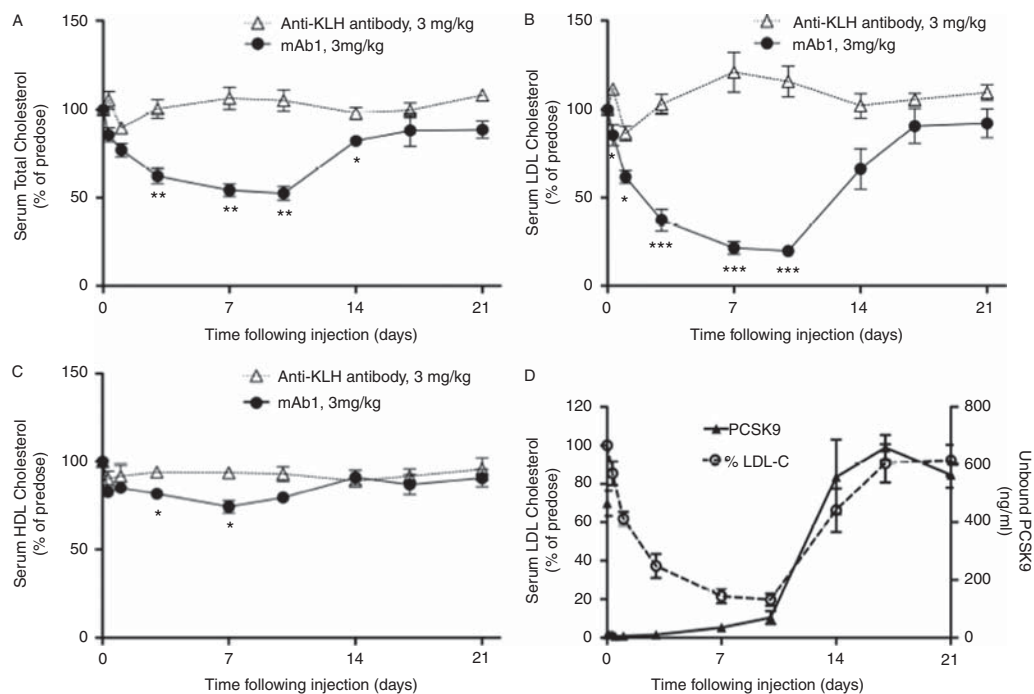 A
Anti-KLH antibody, 3 mg/kg
mAb1, 3mg/kg
150
100
50
0
Serum Total Cholesterol
(% of predose)
*
**
**
**
0
7
14
21
Time following injection (days)
B
Anti-KLH antibody, 3 mg/kg
mAb1, 3mg/kg
150
100
50
0
Serum LDL Cholesterol
(% of predose)
*
*
***
***
***
0
7
14
21
Time following injection (days)
C
Anti-KLH antibody, 3 mg/kg
mAb1, 3mg/kg
150
100
50
0
Serum HDL Cholesterol
(% of predose)
*
*
0
7
14
21
Time following injection (days)
D
PCSK9
% LDL-C
120
100
80
60
40
20
0
Serum LDL Cholesterol
(% of predose)
800
600
400
200
0
Unbound PCSK9
(ng/ml)
0
7
14
21
Time following injection (days)